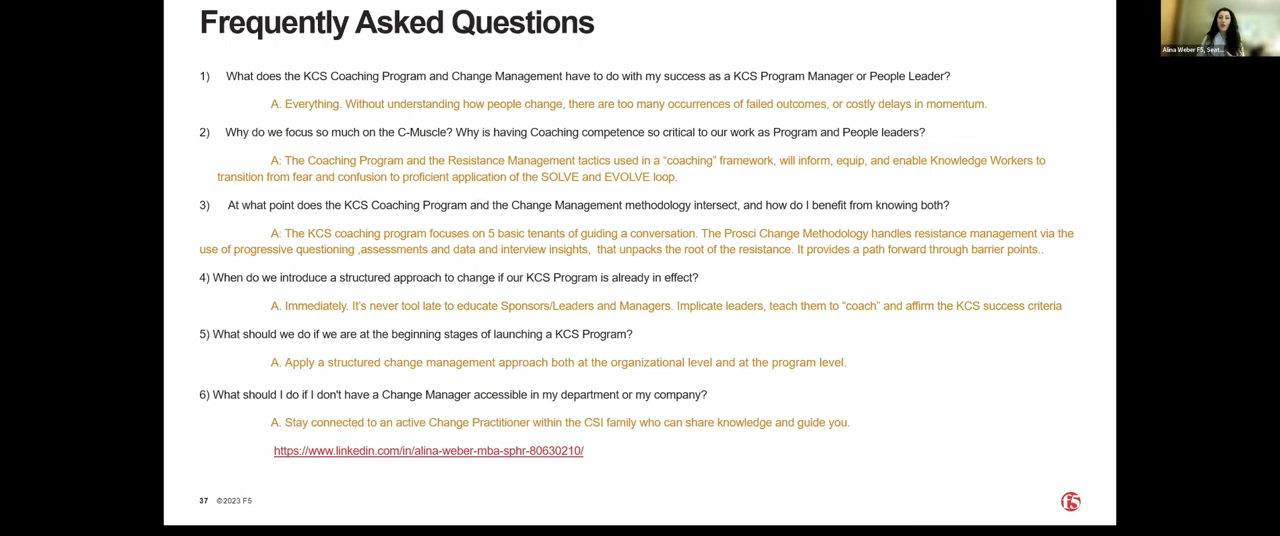 Frequently Asked Questions
Alina Weber F5, Seat...
1) What does the KCS Coaching Program and Change Management have to do with my success as a KCS Program Manager or People Leader?
A. Everything. Without understanding how people change, there are too many occurrences of failed outcomes, or costly delays in momentum.
2) Why do we focus so much on the C-Muscle? Why is having Coaching competence so critical to our work as Program and People leaders?
A: The Coaching Program and the Resistance Management tactics used in a “coaching” framework, will inform, equip, and enable Knowledge Workers to
transition from fear and confusion to proficient application of the SOLVE and EVOLVE loop.
3) At what point does the KCS Coaching Program and the Change Management methodology intersect, and how do I benefit from knowing both?
A: The KCS coaching program focuses on 5 basic tenants of guiding a conversation. The Prosci Change Methodology handles resistance management via the
use of progressive questioning ,assessments and data and interview insights, that unpacks the root of the resistance. It provides a path forward through barrier points..
4) When do we introduce a structured approach to change if our KCS Program is already in effect?
A. Immediately. It’s never tool late to educate Sponsors/Leaders and Managers. Implicate leaders, teach them to “coach” and affirm the KCS success criteria
5) What should we do if we are at the beginning stages of launching a KCS Program?
A. Apply a structured change management approach both at the organizational level and at the program level.
6) What should I do if I don't have a Change Manager accessible in my department or my company?
A. Stay connected to an active Change Practitioner within the CSI family who can share knowledge and guide you.
https://www.linkedin.com/in/alina-weber-mba-sphr-80630210/
37 ©2023 F5
f5